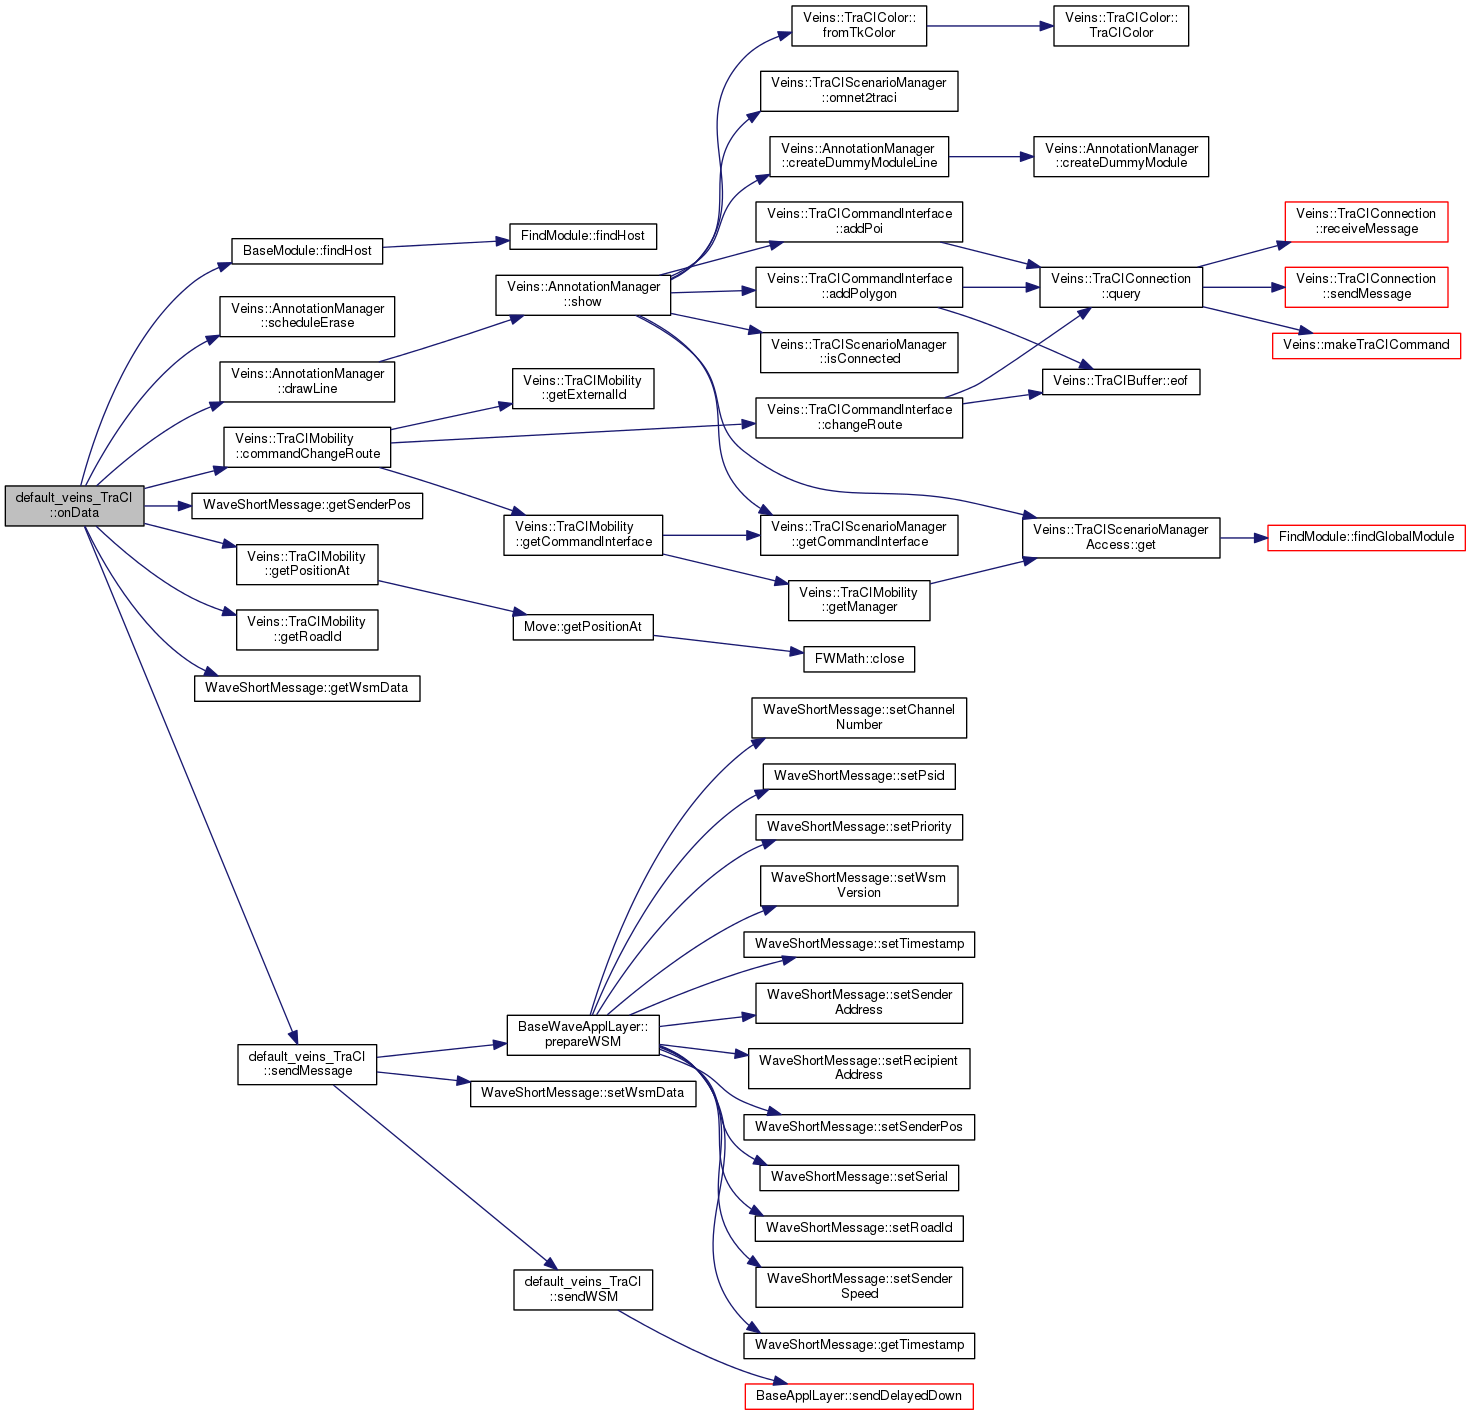 default_veins_TraCI
::onData
BaseModule::findHost
FindModule::findHost
Veins::AnnotationManager
::scheduleErase
Veins::AnnotationManager
::drawLine
Veins::AnnotationManager
::show
Veins::TraCIColor::
fromTkColor
Veins::TraCIColor::
TraCIColor
Veins::TraCIScenarioManager
::omnet2traci
Veins::AnnotationManager
::createDummyModuleLine
Veins::AnnotationManager
::createDummyModule
Veins::TraCICommandInterface
::addPoi
Veins::TraCICommandInterface
::addPolygon
Veins::TraCIConnection
::query
Veins::TraCIConnection
::receiveMessage
Veins::TraCIConnection
::sendMessage
Veins::makeTraCICommand
Veins::TraCIScenarioManager
::isConnected
Veins::TraCIBuffer::eof
Veins::TraCIMobility
::commandChangeRoute
Veins::TraCIMobility
::getExternalId
Veins::TraCICommandInterface
::changeRoute
Veins::TraCIMobility
::getCommandInterface
Veins::TraCIScenarioManager
::getCommandInterface
Veins::TraCIMobility
::getManager
Veins::TraCIScenarioManager
Access::get
FindModule::findGlobalModule
WaveShortMessage::getSenderPos
Veins::TraCIMobility
::getPositionAt
Move::getPositionAt
FWMath::close
Veins::TraCIMobility
::getRoadId
WaveShortMessage::getWsmData
default_veins_TraCI
::sendMessage
BaseWaveApplLayer::
prepareWSM
WaveShortMessage::setChannel
Number
WaveShortMessage::setPsid
WaveShortMessage::setPriority
WaveShortMessage::setWsm
Version
WaveShortMessage::setTimestamp
WaveShortMessage::setSender
Address
WaveShortMessage::setRecipient
Address
WaveShortMessage::setSenderPos
WaveShortMessage::setSerial
WaveShortMessage::setRoadId
WaveShortMessage::setSender
Speed
WaveShortMessage::getTimestamp
WaveShortMessage::setWsmData
default_veins_TraCI
::sendWSM
BaseApplLayer::sendDelayedDown